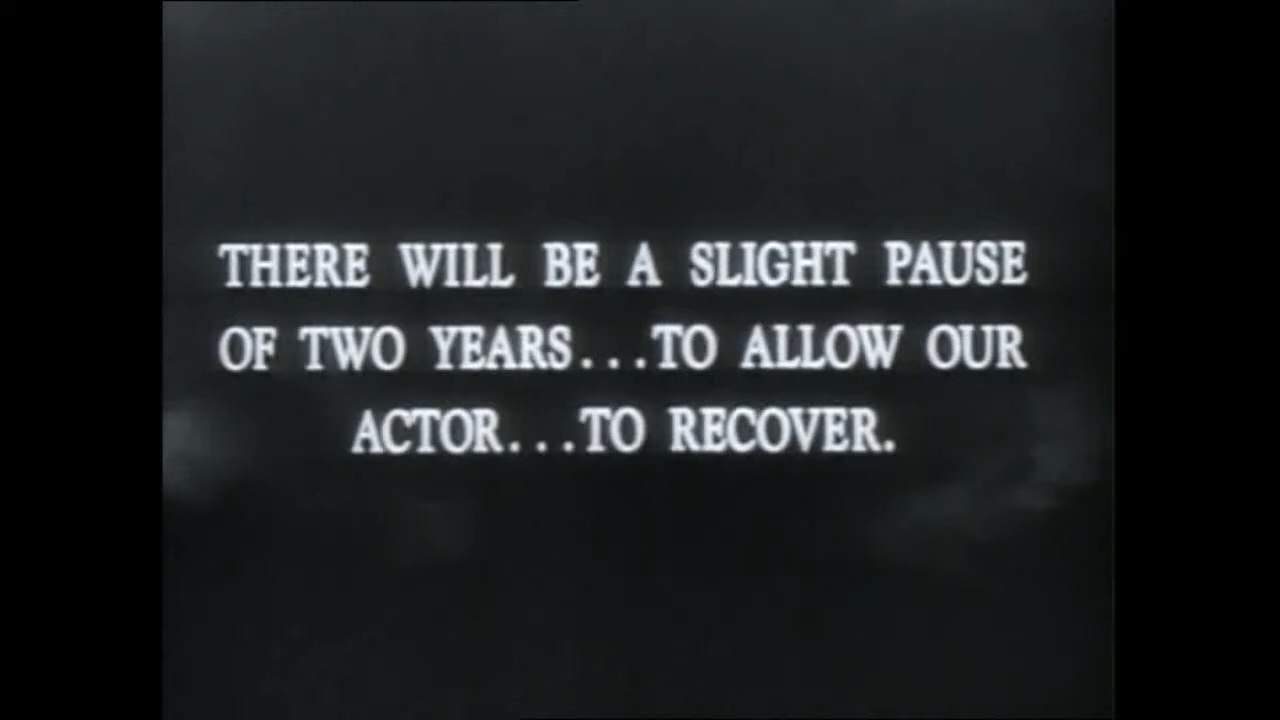 THERE WILL BE A SLIGHT PAUSE
OF TWO YEARS...TO ALLOW OUR
ACTOR...TO RECOVER.